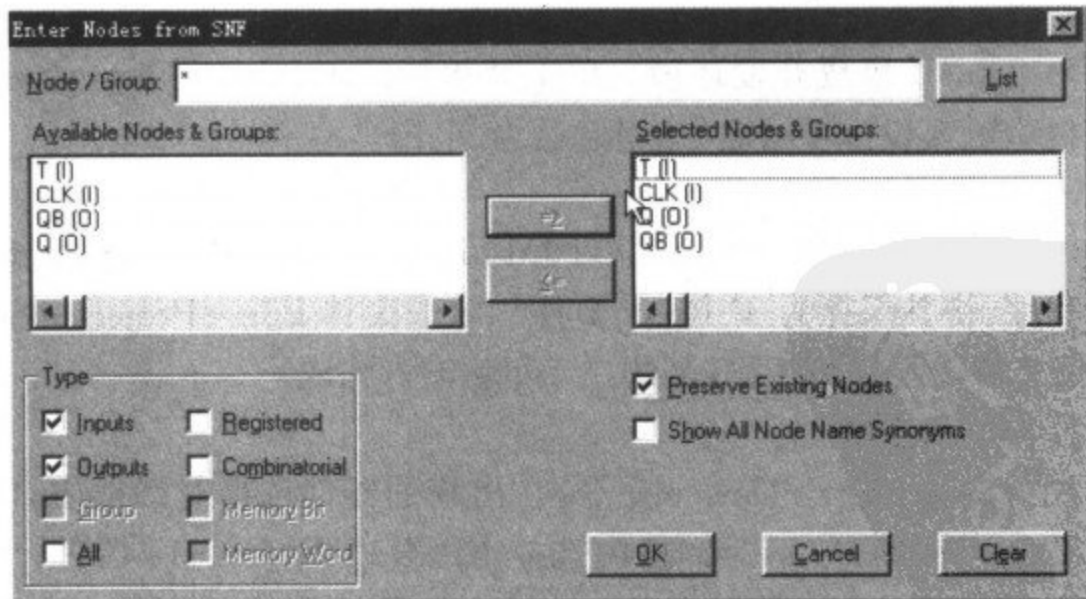 Enter Nodes from SNF
Node / Group: *
List
Available Nodes & Groups:
T (I)
CLK (I)
QB (O)
Q (O)
=>
<=
Selected Nodes & Groups:
T (I)
CLK (I)
Q (O)
QB (O)
Type
Inputs
Registered
Outputs
Combinatorial
Group
Memory Bit
All
Memory Word
Preserve Existing Nodes
Show All Node Name Synonyms
OK
Cancel
Clear